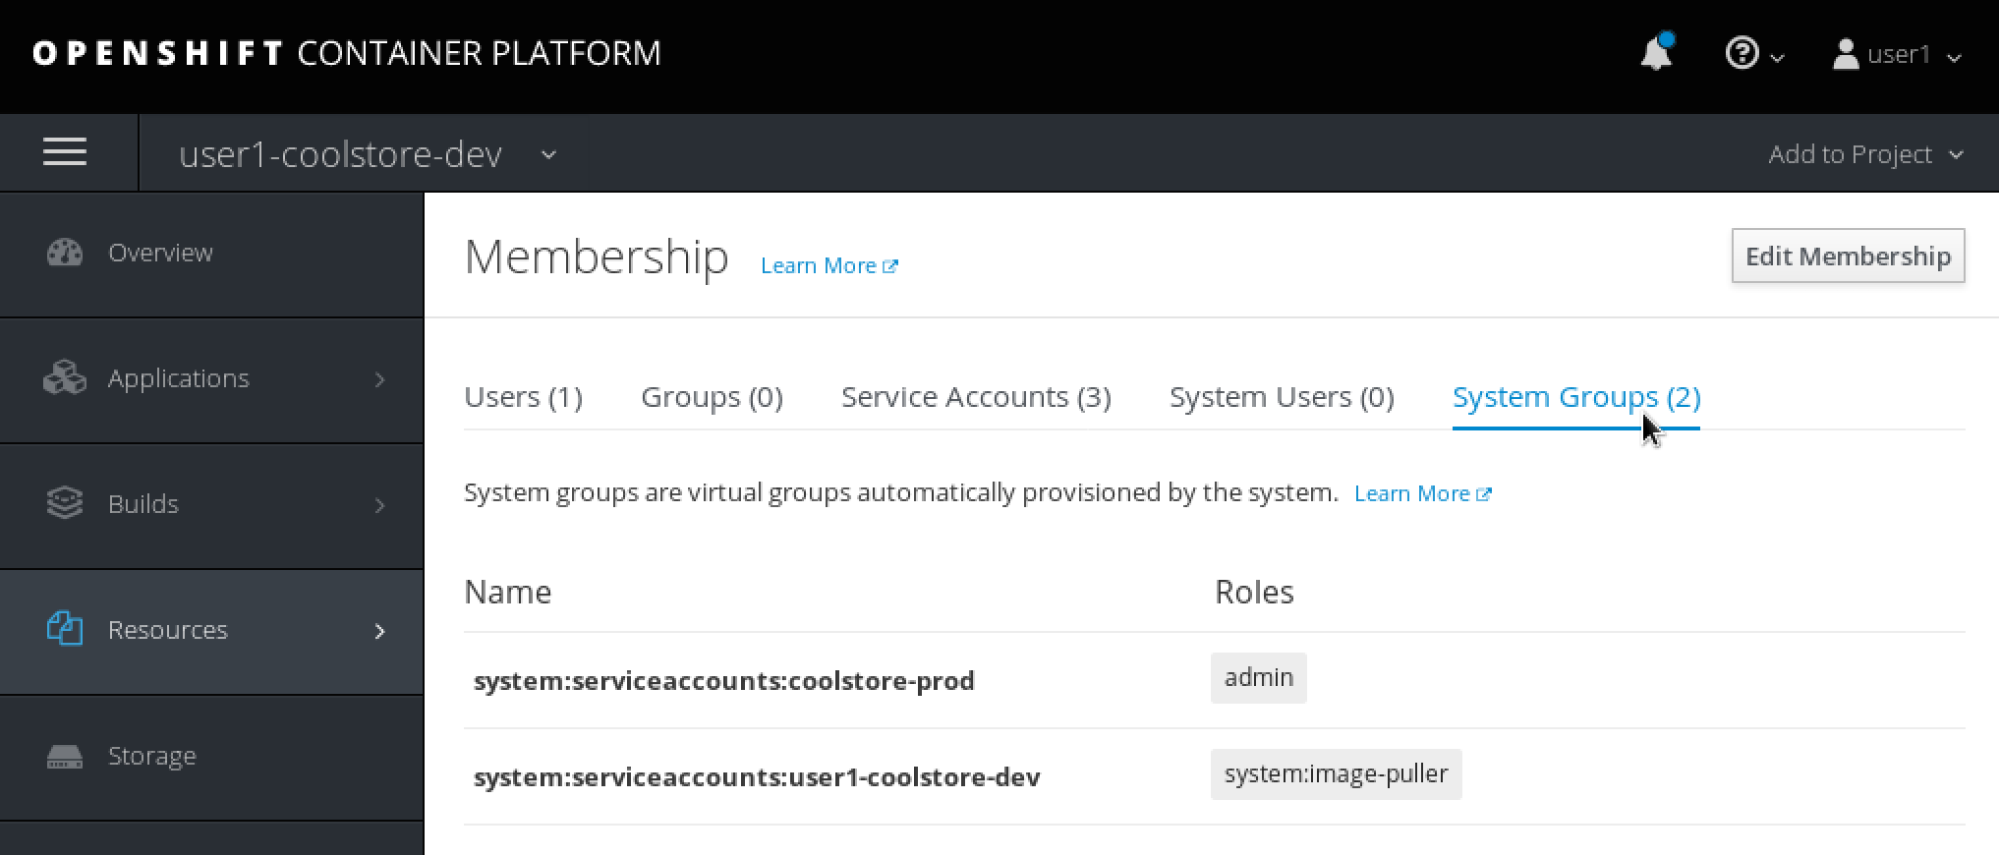 OPENSHIFT CONTAINER PLATFORM
user1
user1-coolstore-dev
Add to Project
Overview
Applications
Builds
Resources
Storage
Membership Learn More
Edit Membership
Users (1) Groups (0) Service Accounts (3) System Users (0) System Groups (2)
System groups are virtual groups automatically provisioned by the system. Learn More
Name Roles
system:serviceaccounts:coolstore-prod admin
system:serviceaccounts:user1-coolstore-dev system:image-puller